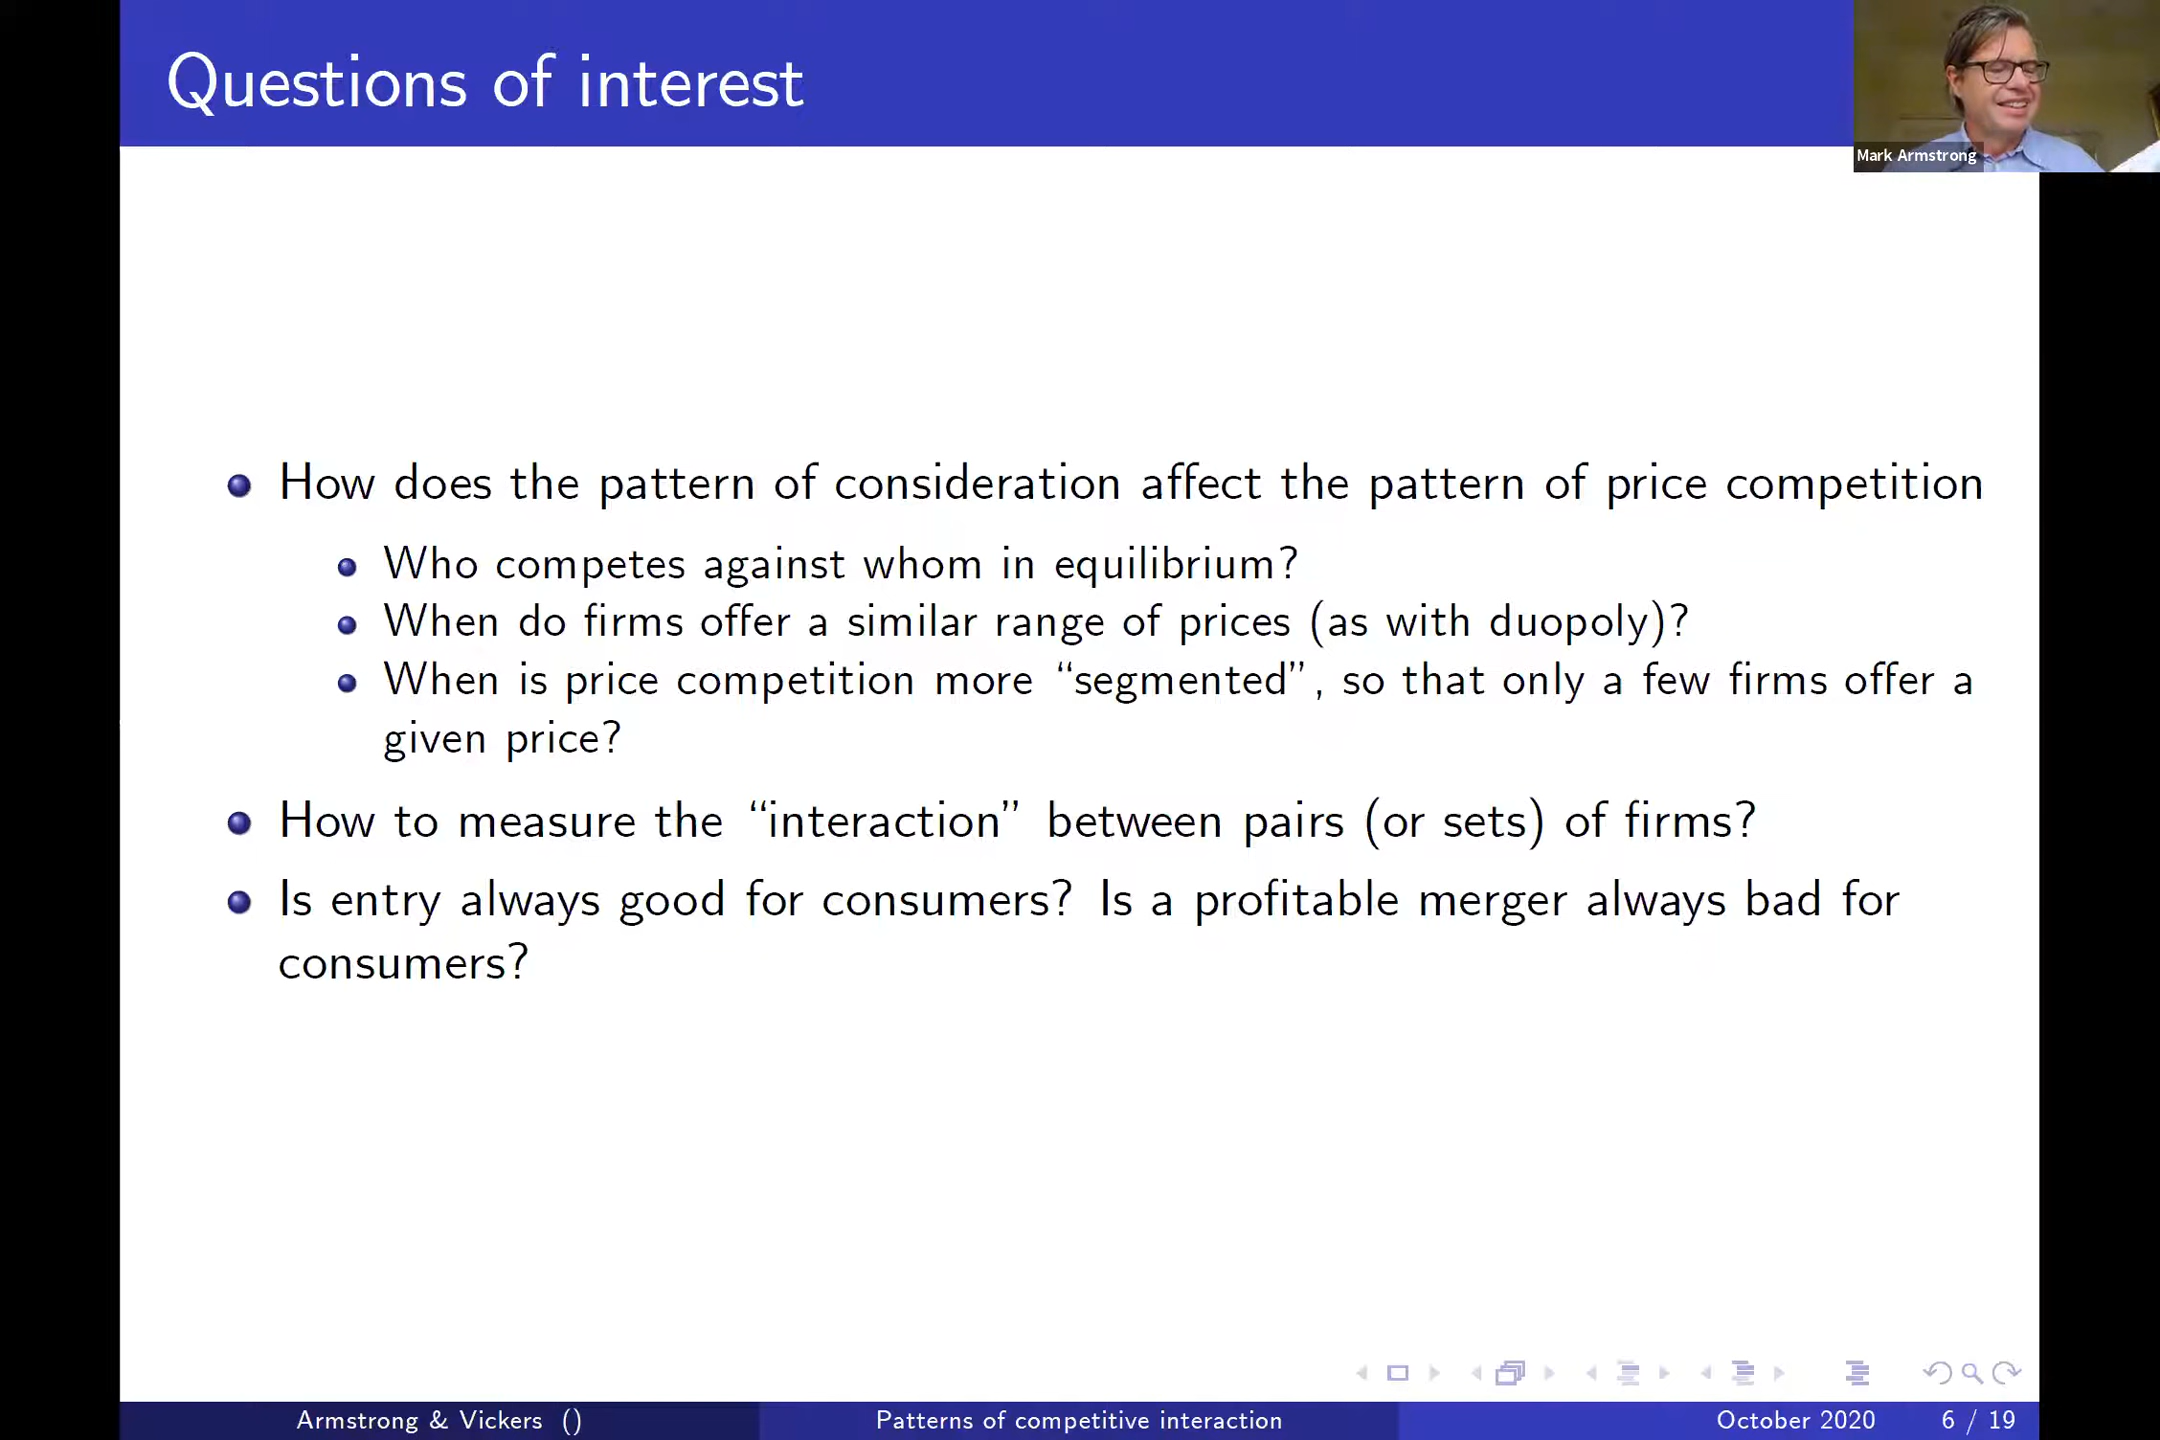 Questions of interest
Mark Armstrong
How does the pattern of consideration affect the pattern of price competition
Who competes against whom in equilibrium?
When do firms offer a similar range of prices (as with duopoly)?
When is price competition more “segmented”, so that only a few firms offer a
given price?
How to measure the “interaction” between pairs (or sets) of firms?
Is entry always good for consumers? Is a profitable merger always bad for
consumers?
Armstrong & Vickers ()
Patterns of competitive interaction
October 2020
6 / 19